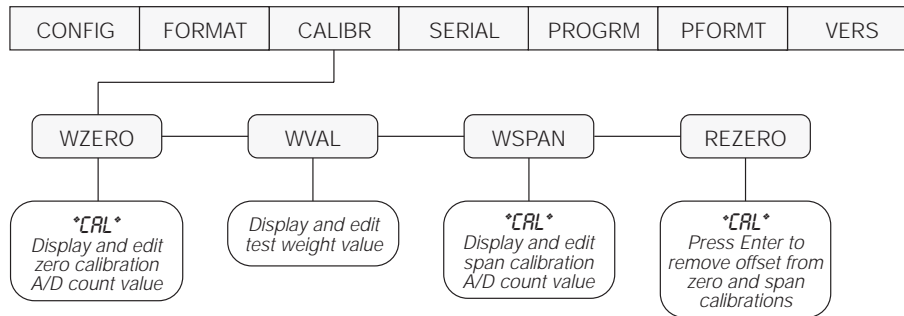 CONFIG FORMAT CALIBR SERIAL PROGRM PFORMT VERS
WZERO WVAL WSPAN REZERO
*CAL*
Display and edit
zero calibration
A/D count value
Display and edit
test weight value
*CAL*
Display and edit
span calibration
A/D count value
*CAL*
Press Enter to
remove offset from
zero and span
calibrations